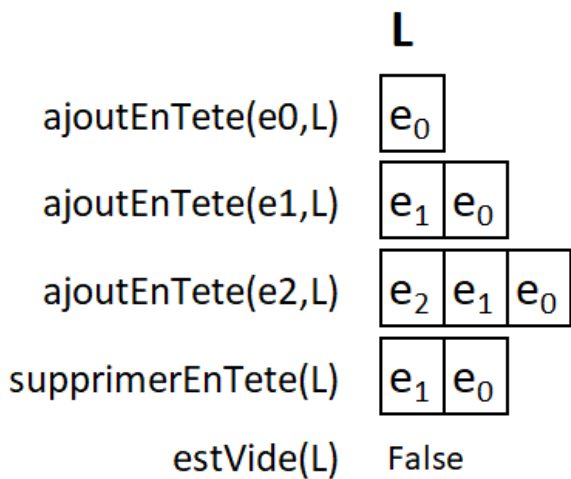 L
ajoutEnTete(e0,L) e₀
ajoutEnTete(e1,L) e₁ e₀
ajoutEnTete(e2,L) e₂ e₁ e₀
supprimerEnTete(L) e₁ e₀
estVide(L) False